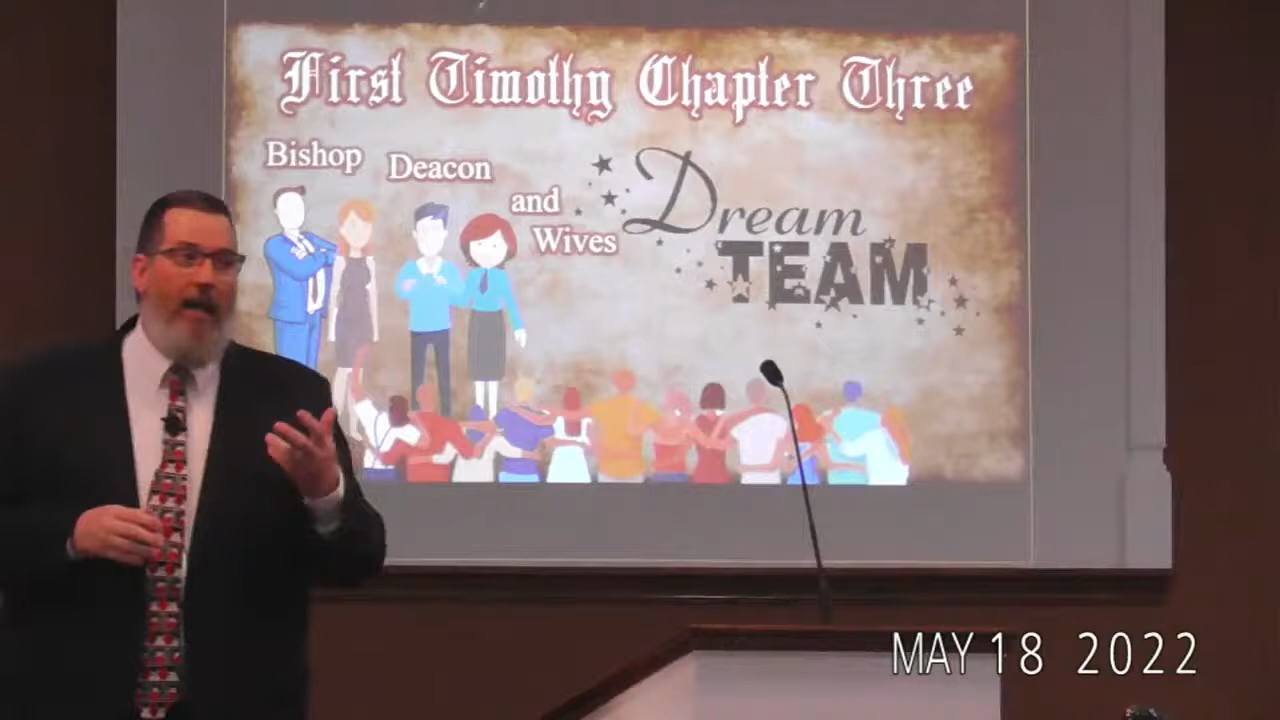 First Timothy Chapter Three
Bishop Deacon
and
Wives
Dream
TEAM
MAY 18 2022